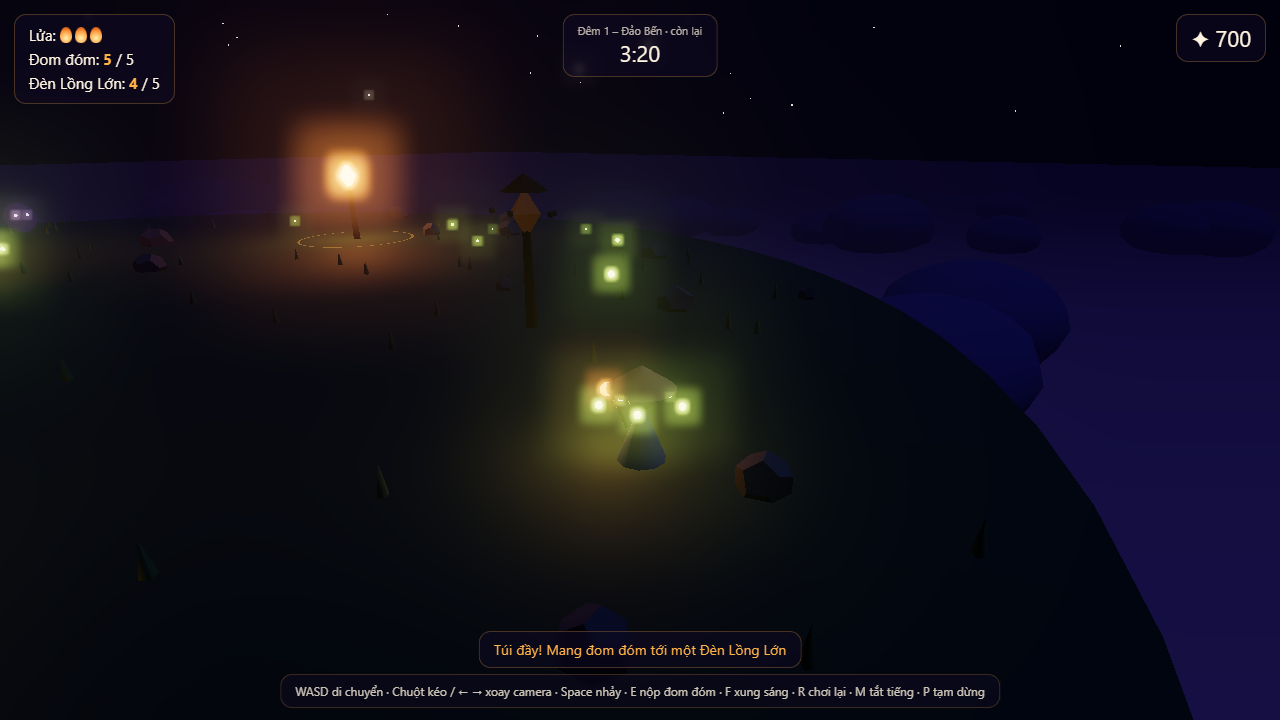 Lửa:
Đom đóm: 5 / 5
Đèn Lồng Lớn: 4 / 5
Đêm 1 – Đảo Bến · còn lại
3:20
✦ 700
Túi đầy! Mang đom đóm tới một Đèn Lồng Lớn
WASD di chuyển · Chuột kéo / ← → xoay camera · Space nhảy · E nộp đom đóm · F xung sáng · R chơi lại · M tắt tiếng · P tạm dừng